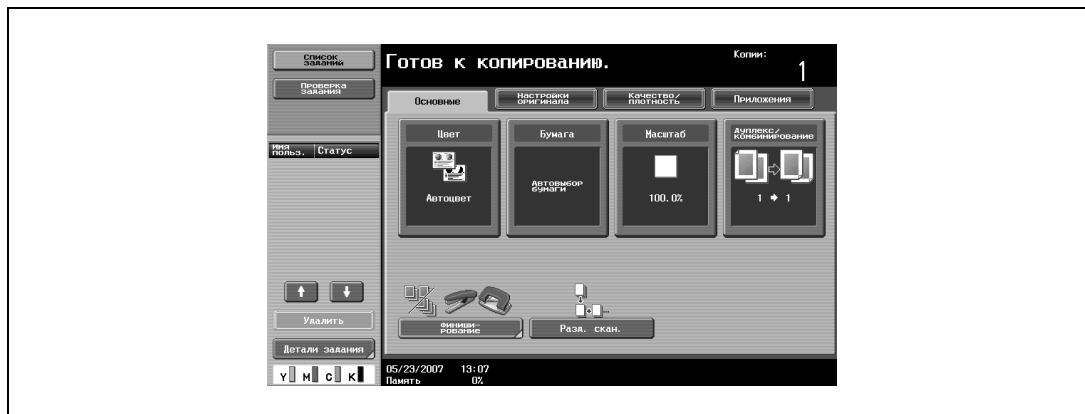 Список
заданий
Проверка
задания
Имя
польз.
Статус
Удалить
Детали задания
Y M C K
Готов к копированию.
Копии:
1
Основные
Настройки
оригинала
Качество/
плотность
Приложения
Цвет
Автоцвет
Бумага
Автовыбор
бумаги
Масштаб
100.0%
Дуплекс/
комбинирование
1 → 1
Финиши-
рование
Разд. скан.
05/23/2007 13:07
Память 0%